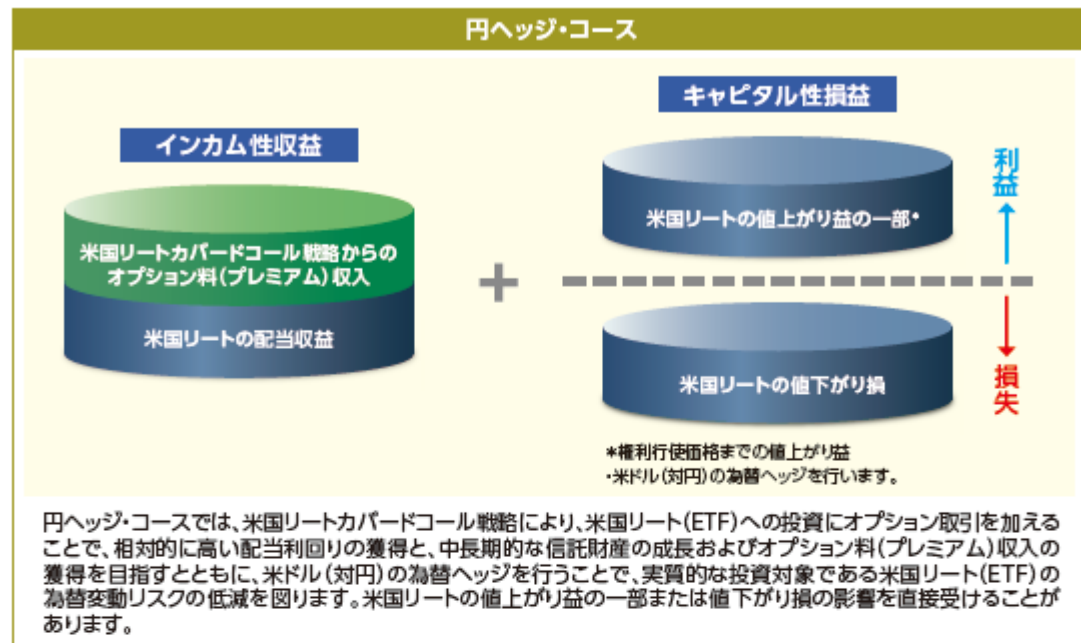 円ヘッジ・コース
インカム性収益
米国リートカバードコール戦略からの
オプション料(プレミアム)収入
米国リートの配当収益
+
キャピタル性損益
米国リートの値上がり益の一部*
米国リートの値下がり損
利益
損失
*権利行使価格までの値上がり益
・米ドル(対円)の為替ヘッジを行います。
円ヘッジ・コースでは、米国リートカバードコール戦略により、米国リート(ETF)への投資にオプション取引を加える
ことで、相対的に高い配当利回りの獲得と、中長期的な信託財産の成長およびオプション料(プレミアム)収入の
獲得を目指すとともに、米ドル(対円)の為替ヘッジを行うことで、実質的な投資対象である米国リート(ETF)の
為替変動リスクの低減を図ります。米国リートの値上がり益の一部または値下がり損の影響を直接受けることが
あります。